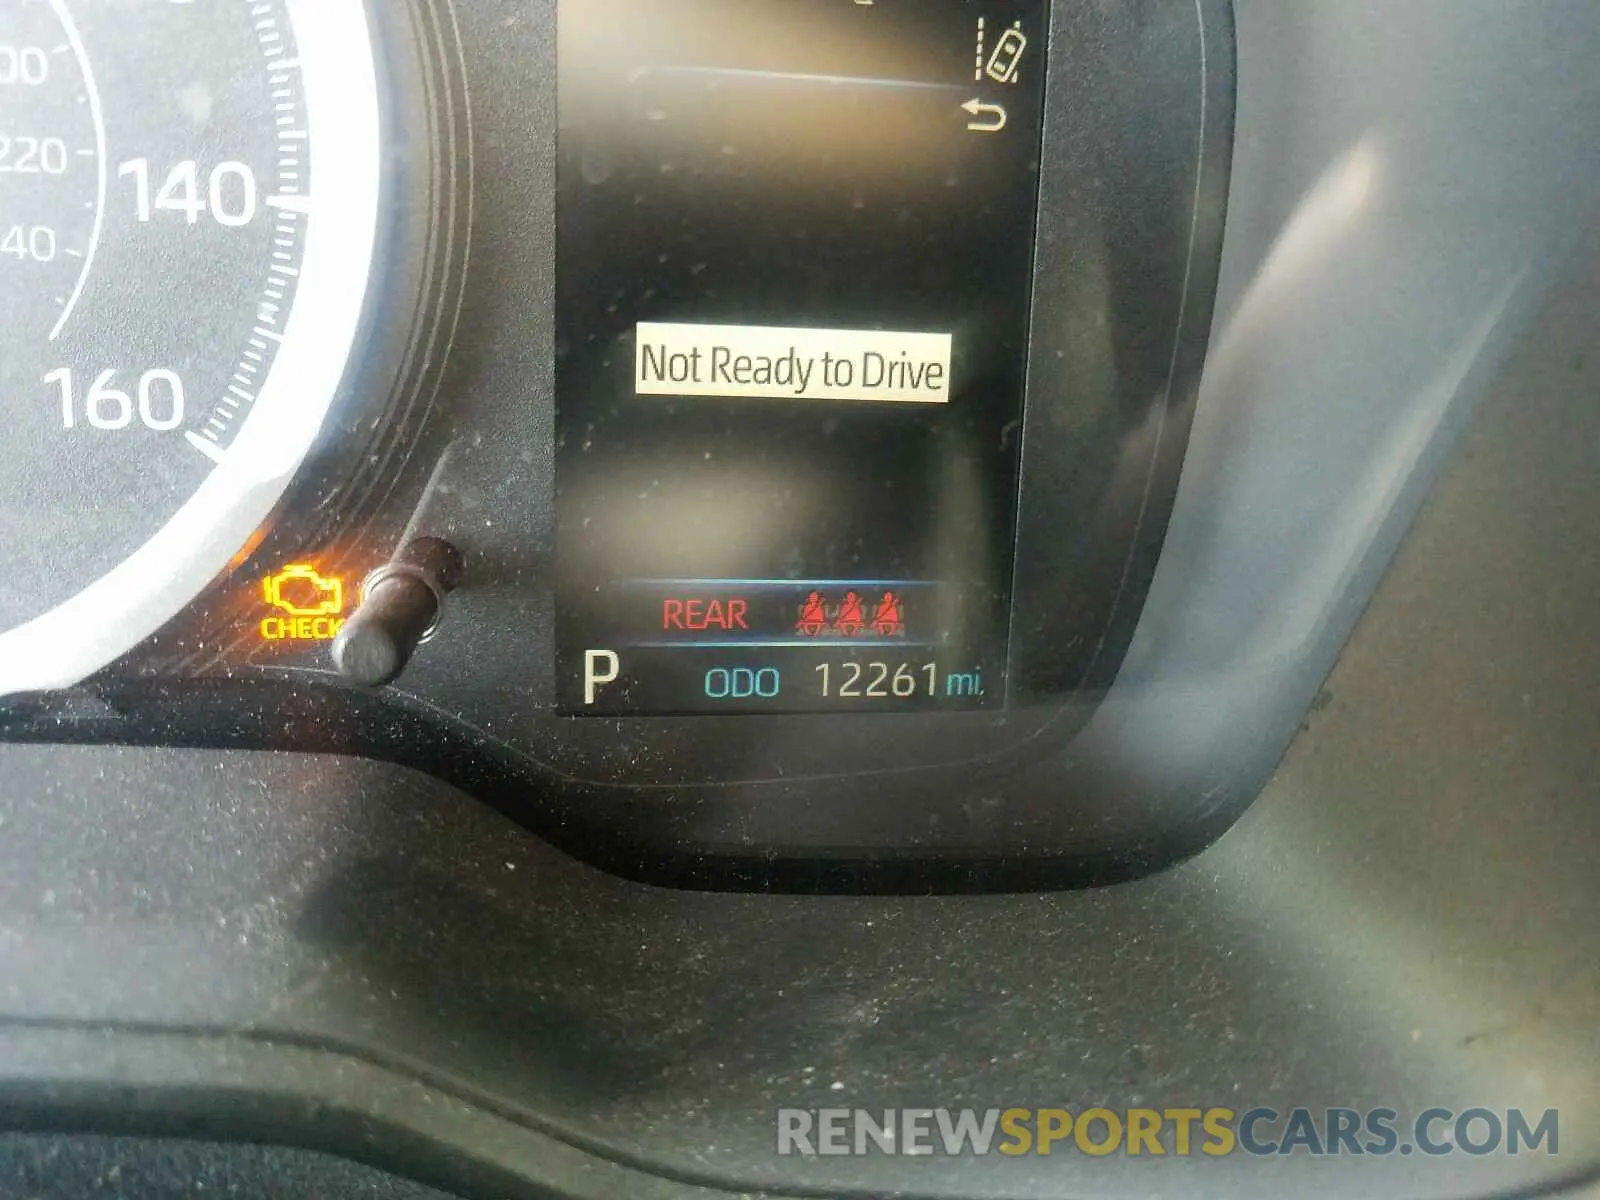 220
140
160
Not Ready to Drive
CHECK
REAR
P ODO 12261 mi.
RENEWSPORTSCARS.COM